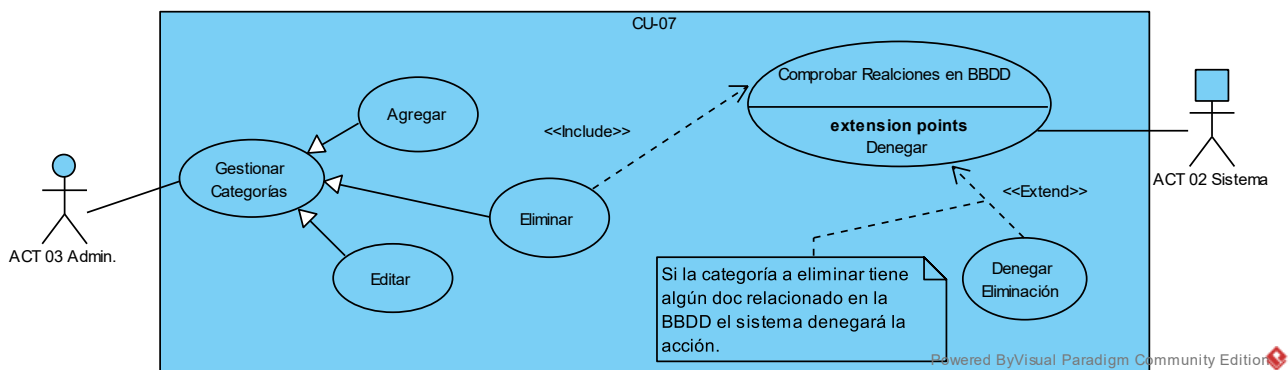 CU-07
Comprobar Realciones en BBDD
extension points
Denegar
Agregar
<<Include>>
Gestionar
Categorías
ACT 02 Sistema
<<Extend>>
Eliminar
ACT 03 Admin.
Editar
Denegar
Eliminación
Si la categoría a eliminar tiene
algún doc relacionado en la
BBDD el sistema denegará la
acción.
Powered ByVisual Paradigm Community Edition